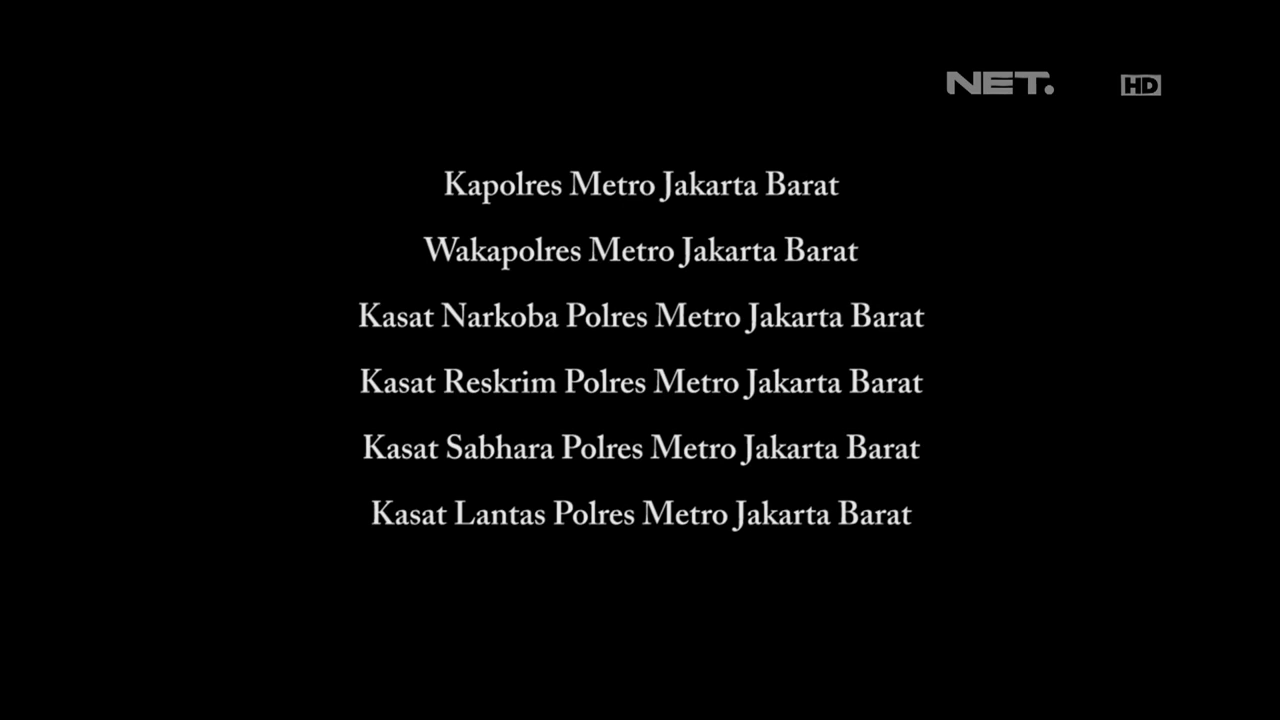 NET. HD
Kapolres Metro Jakarta Barat
Wakapolres Metro Jakarta Barat
Kasat Narkoba Polres Metro Jakarta Barat
Kasat Reskrim Polres Metro Jakarta Barat
Kasat Sabhara Polres Metro Jakarta Barat
Kasat Lantas Polres Metro Jakarta Barat